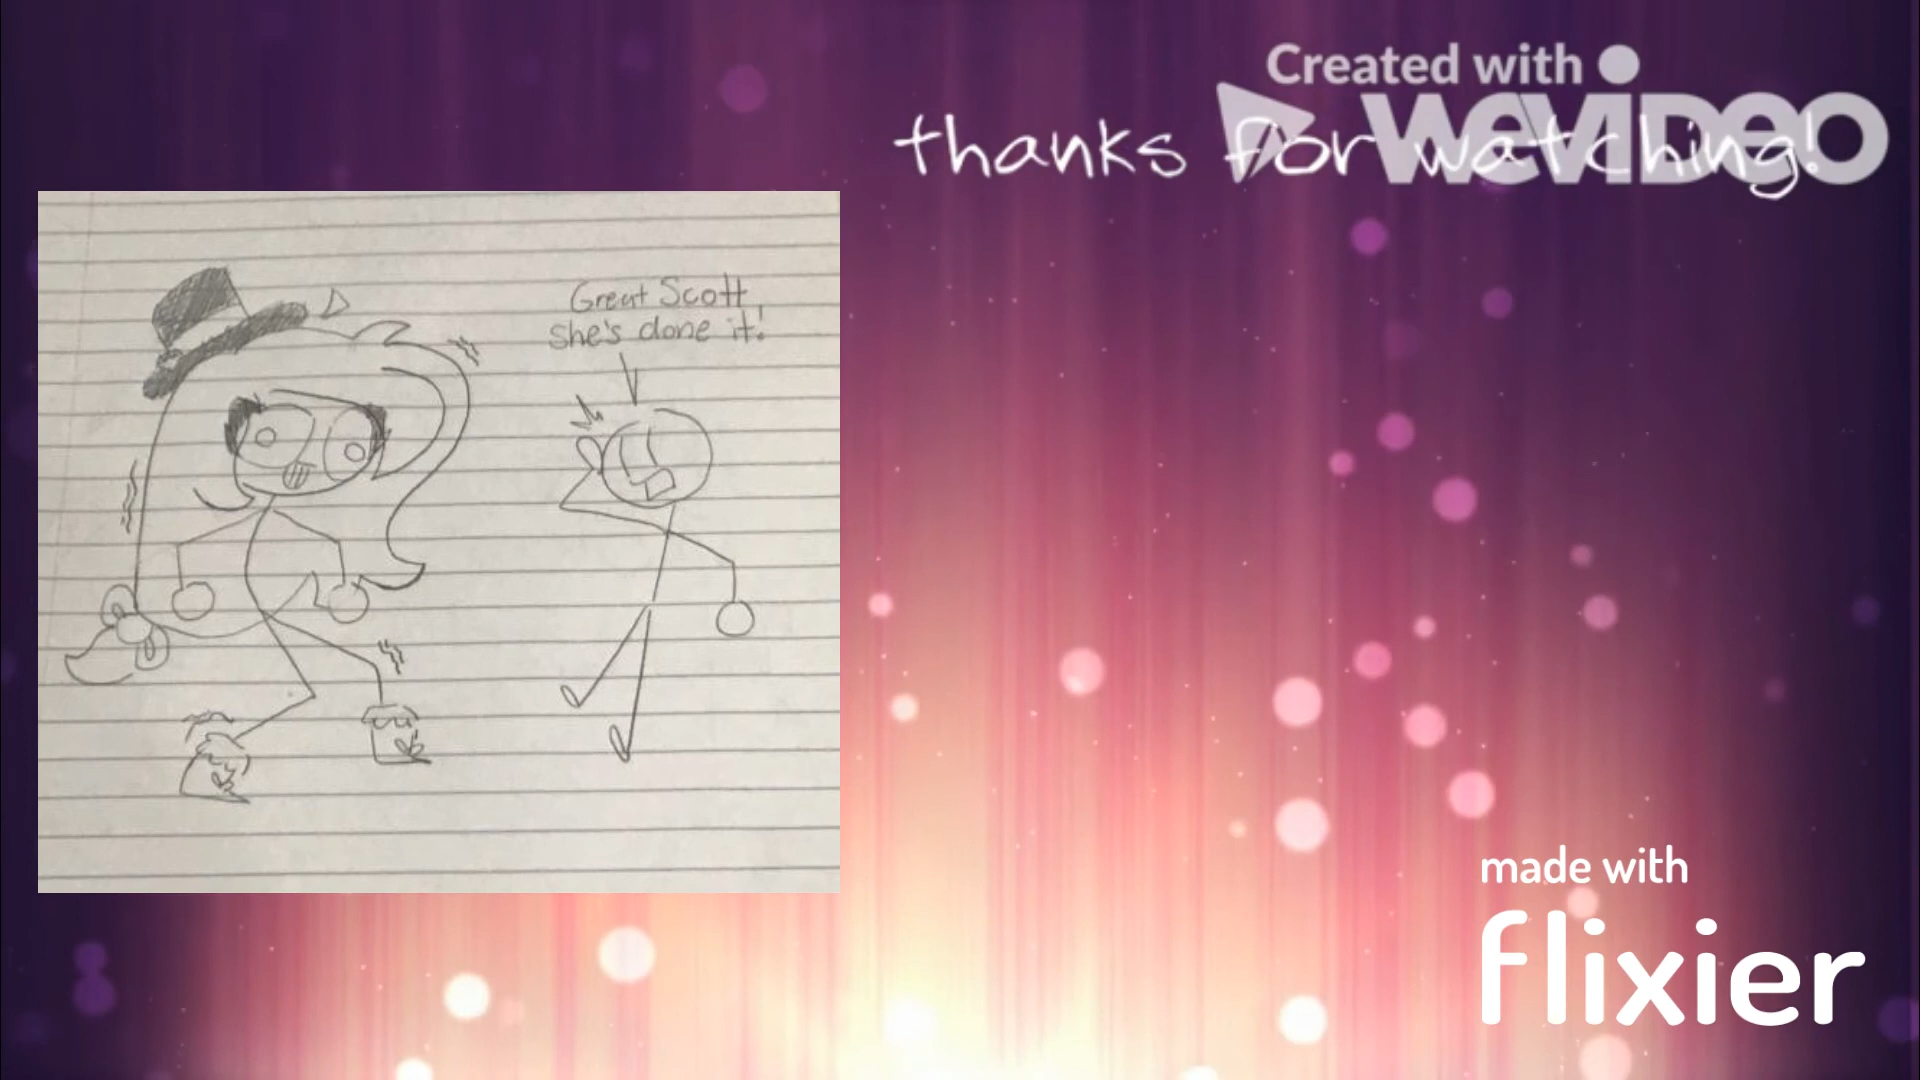 Created with
WeVideo
thanks for watching!
Great Scott,
she's done it!
made with
flixier